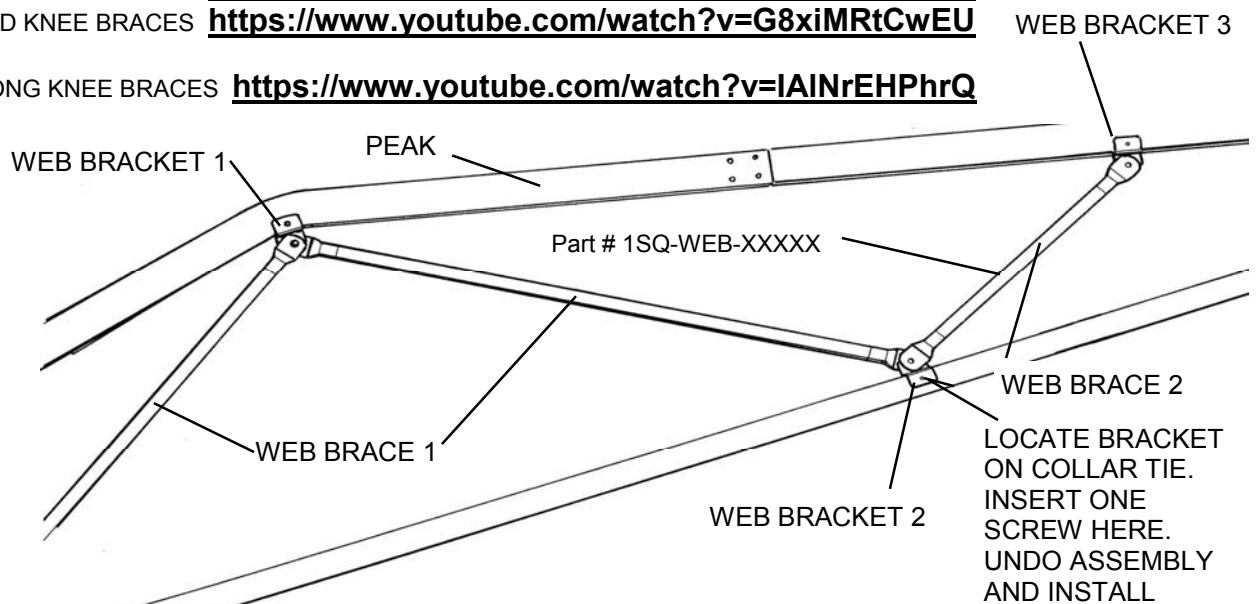 D KNEE BRACES https://www.youtube.com/watch?v=G8xiMRtCwEU
WEB BRACKET 3
ONG KNEE BRACES https://www.youtube.com/watch?v=IAINrEHPhrQ
WEB BRACKET 1
PEAK
Part # 1SQ-WEB-XXXXX
WEB BRACE 2
WEB BRACE 1
WEB BRACKET 2
LOCATE BRACKET
ON COLLAR TIE.
INSERT ONE
SCREW HERE.
UNDO ASSEMBLY
AND INSTALL